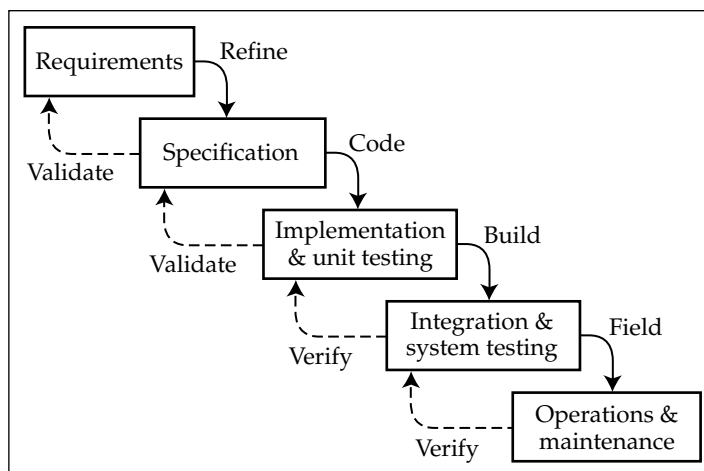 Requirements
Refine
Validate
Specification
Code
Validate
Implementation
& unit testing
Build
Verify
Integration &
system testing
Field
Verify
Operations &
maintenance